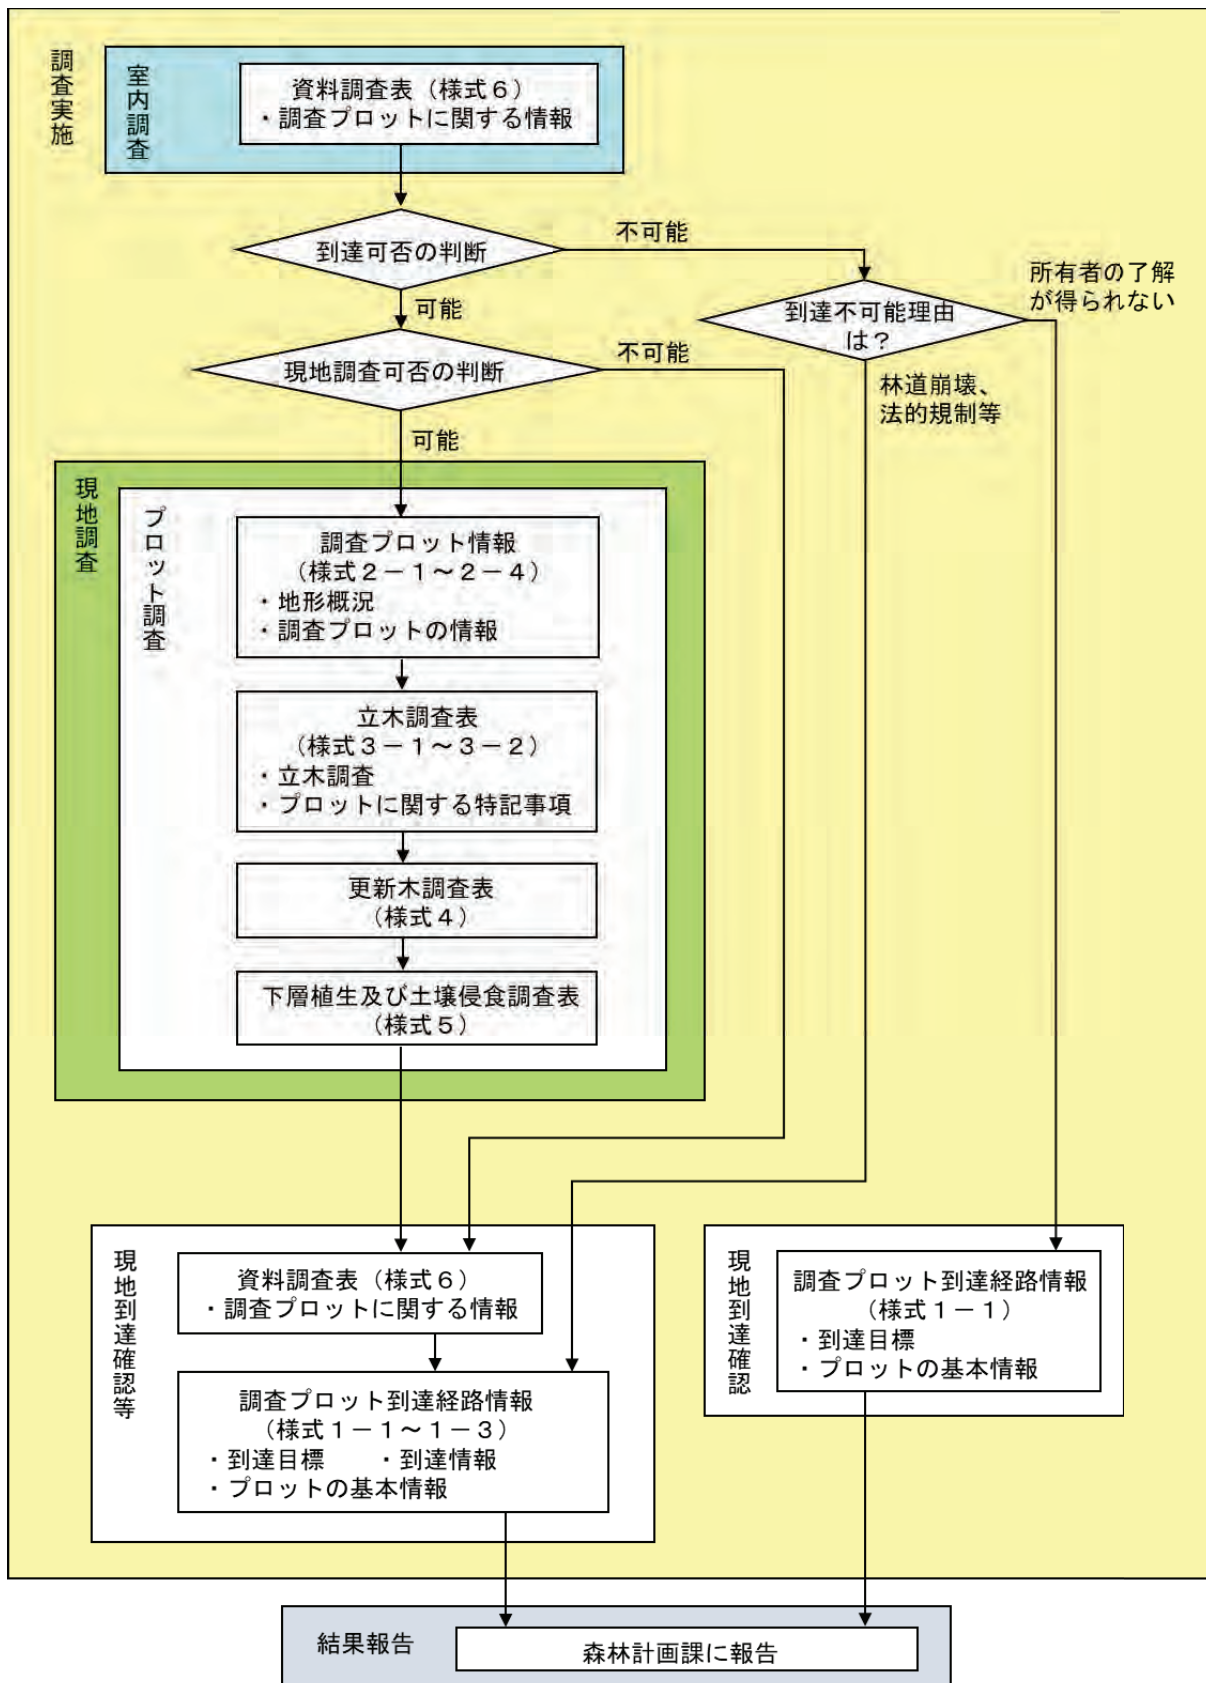 調査実施
室内調査
資料調査表（様式６）
・調査プロットに関する情報
到達可否の判断
不可能
可能
到達不可能理由
は？
所有者の了解
が得られない
現地調査可否の判断
不可能
林道崩壊、
法的規制等
可能
現地調査
プロット調査
調査プロット情報
（様式２－１～２－４）
・地形概況
・調査プロットの情報
立木調査表
（様式３－１～３－２）
・立木調査
・プロットに関する特記事項
更新木調査表
（様式４）
下層植生及び土壌侵食調査表
（様式５）
現地到達確認等
資料調査表（様式６）
・調査プロットに関する情報
調査プロット到達経路情報
（様式１－１～１－３）
・到達目標　　・到達情報
・プロットの基本情報
現地到達確認
調査プロット到達経路情報
（様式１－１）
・到達目標
・プロットの基本情報
結果報告
森林計画課に報告